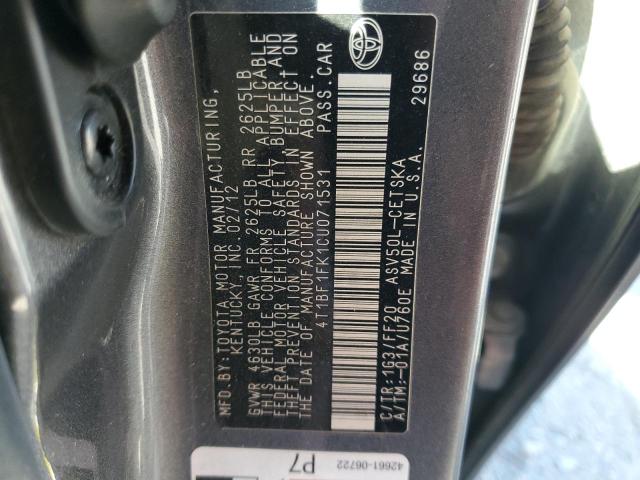 MFD.BY:TOYOTA MOTOR MANUFACTURING,
KENTUCKY, INC. 02/12
GVWR 4630LB GAWR FR 2625LB RR 2625LB
THIS VEHICLE CONFORMS TO ALL APPLICABLE
FEDERAL MOTOR VEHICLE SAFETY BUMPER,AND
THEFT PREVENTION STANDARDS IN EFFECT ON
THE DATE OF MANUFACTURE SHOWN ABOVE.
4T1BF1FK1CU071531 PASS.CAR
C/TR:1G3/FF20 ASV50L-CETSKA
A/TM:-01A/U760E MADE IN U.S.A.
29686
P7
42661-06722